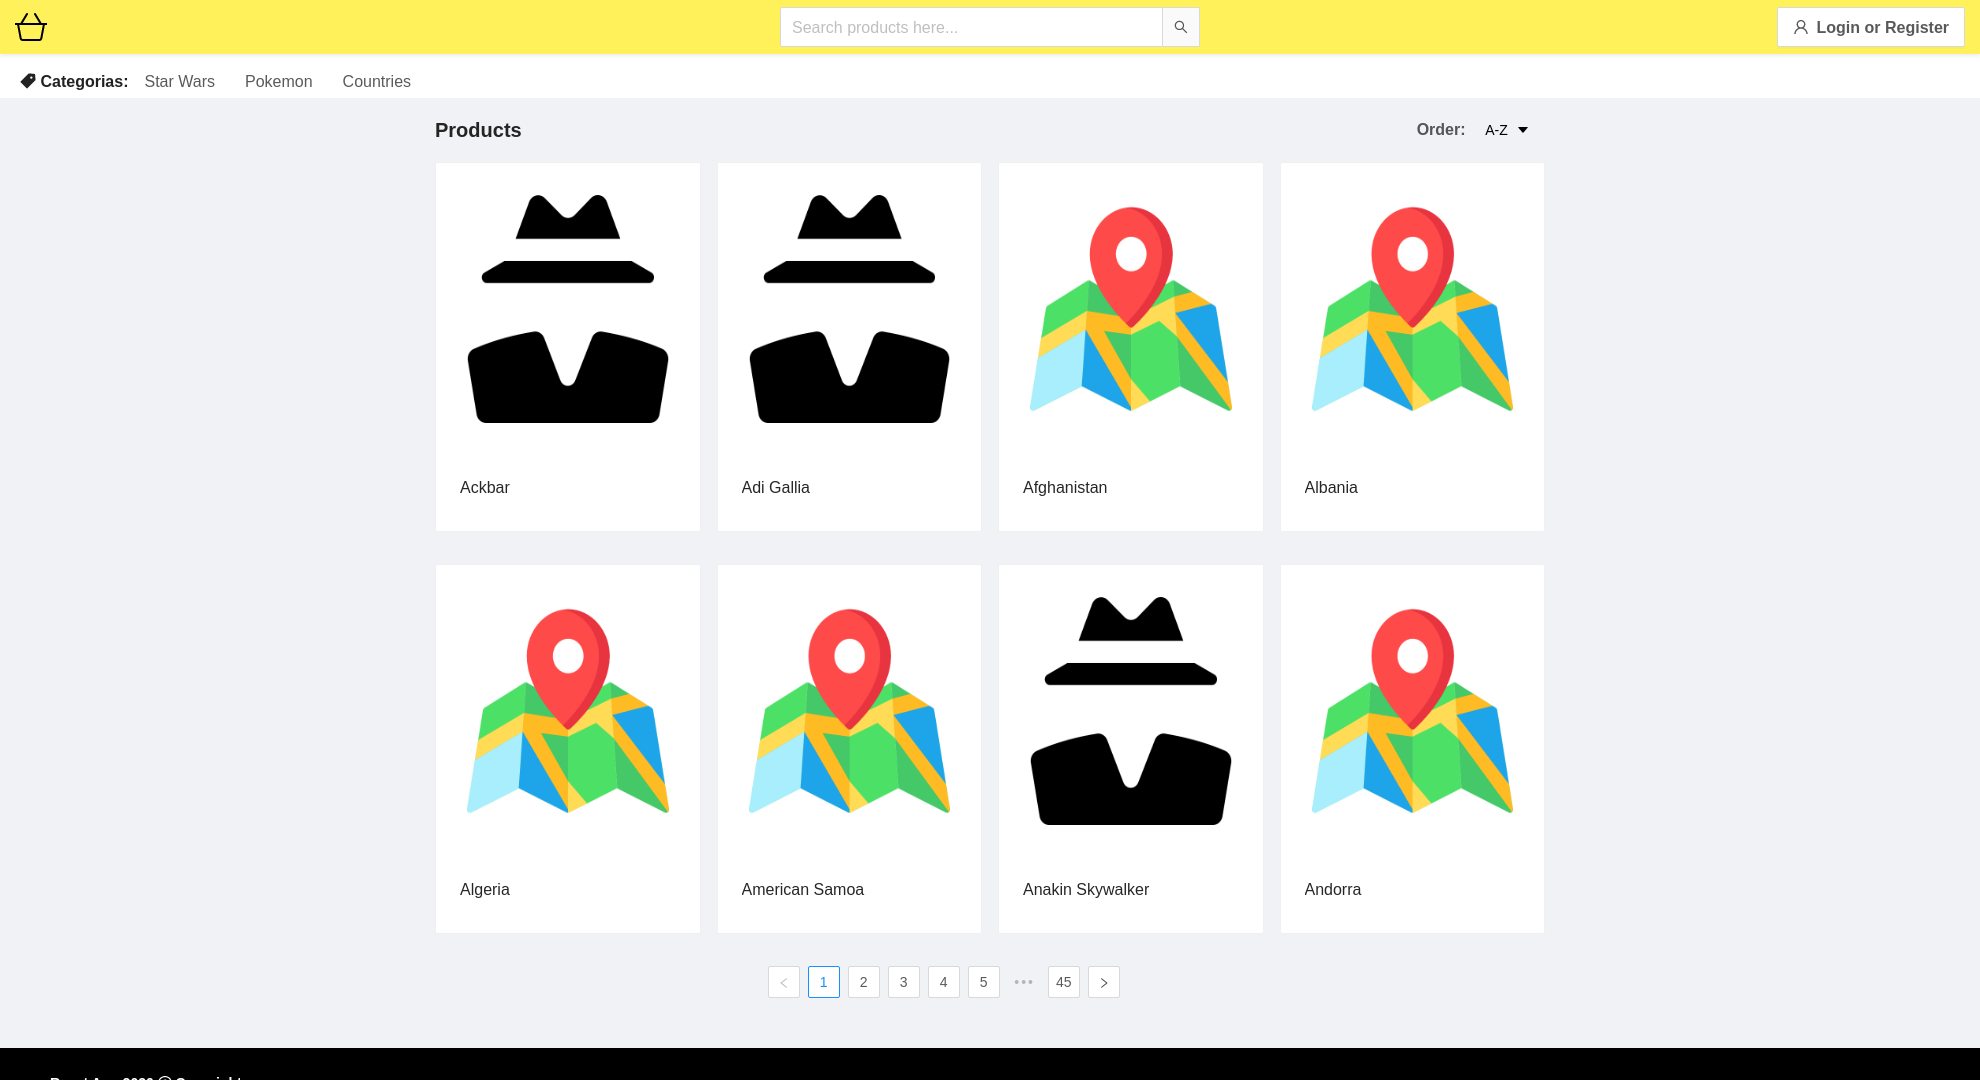 Search products here...
Login or Register
Categorias:
Star Wars
Pokemon
Countries
Products
Order:
A-Z
Ackbar
Adi Gallia
Afghanistan
Albania
Algeria
American Samoa
Anakin Skywalker
Andorra
1
2
3
4
5
•••
45